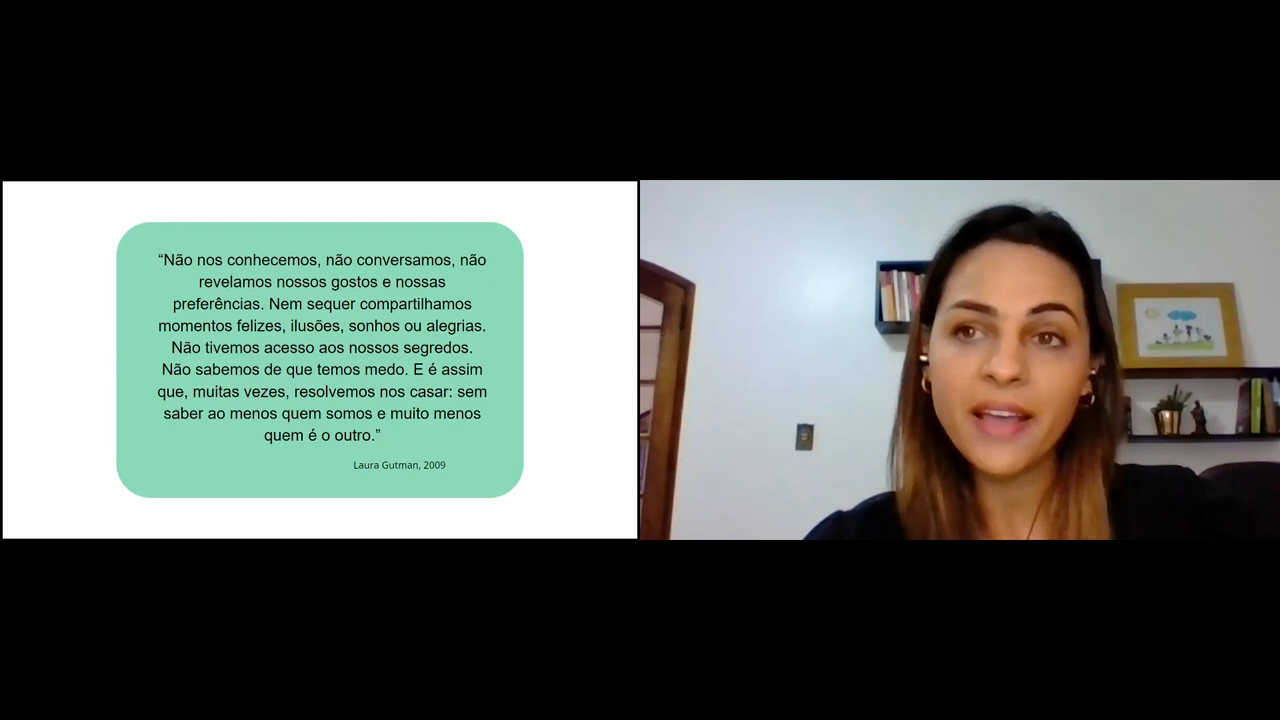 “Não nos conhecemos, não conversamos, não
revelamos nossos gostos e nossas
preferências. Nem sequer compartilhamos
momentos felizes, ilusões, sonhos ou alegrias.
Não tivemos acesso aos nossos segredos.
Não sabemos de que temos medo. E é assim
que, muitas vezes, resolvemos nos casar: sem
saber ao menos quem somos e muito menos
quem é o outro.”
Laura Gutman, 2009